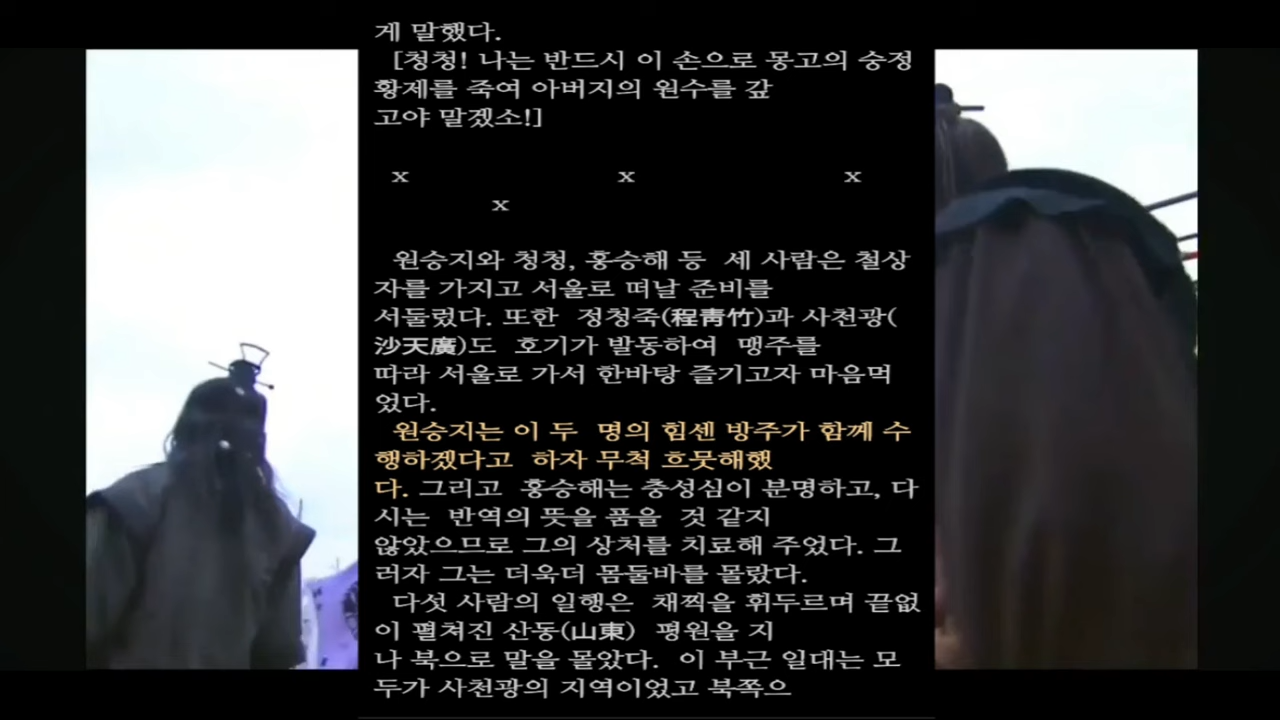 게 말했다.
[청청! 나는 반드시 이 손으로 몽고의 숭정
황제를 죽여 아버지의 원수를 갚
고야 말겠소!]
x x x
x
원승지와 청청, 홍승해 등 세 사람은 철상
자를 가지고 서울로 떠날 준비를
서둘렀다. 또한 정청죽(程靑竹)과 사천광(
沙天廣)도 호기가 발동하여 맹주를
따라 서울로 가서 한바탕 즐기고자 마음먹
었다.
원승지는 이 두 명의 힘센 방주가 함께 수
행하겠다고 하자 무척 흐뭇해했
다. 그리고 홍승해는 충성심이 분명하고, 다
시는 반역의 뜻을 품을 것 같지
않았으므로 그의 상처를 치료해 주었다. 그
러자 그는 더욱더 몸둘바를 몰랐다.
다섯 사람의 일행은 채찍을 휘두르며 끝없
이 펼쳐진 산동(山東) 평원을 지
나 북으로 말을 몰았다. 이 부근 일대는 모
두가 사천광의 지역이었고 북쪽으